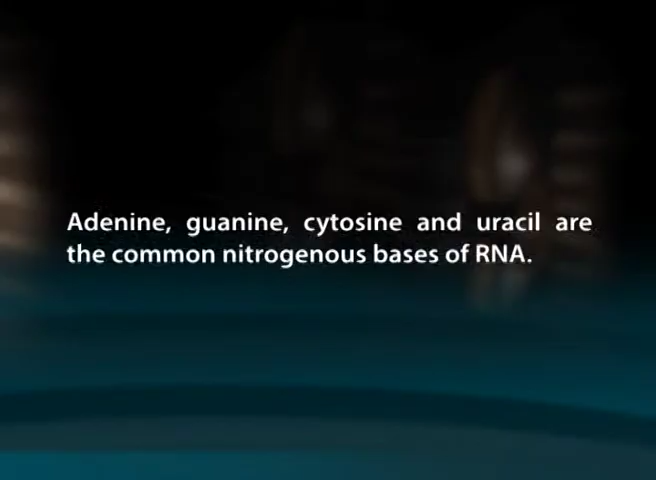 Adenine, guanine, cytosine and uracil are
the common nitrogenous bases of RNA.